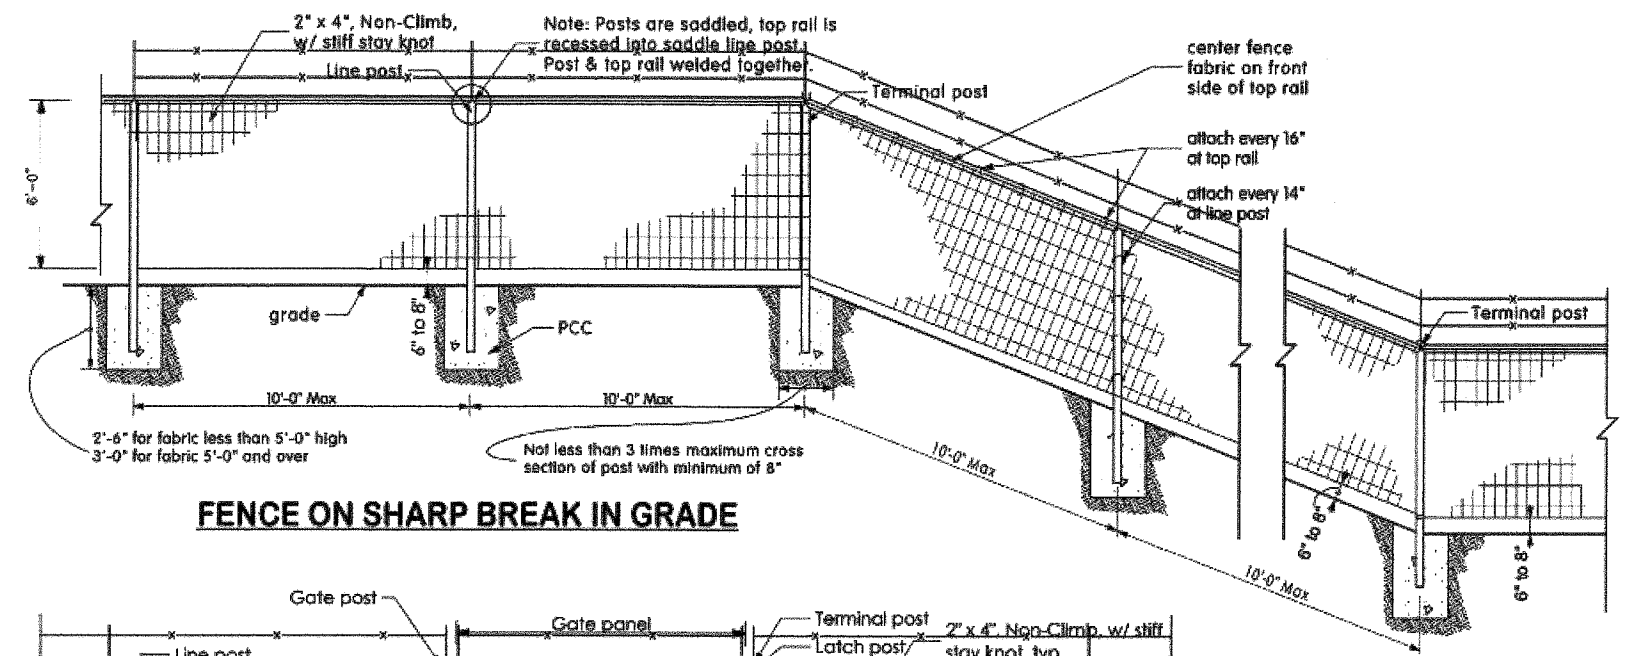 2" x 4", Non-Climb,
w/ stiff stay knot
Line post
Note: Posts are saddled, top rail is
recessed into saddle line post.
Post & top rail welded together.
Terminal post
center fence
fabric on front
side of top rail
attach every 16"
at top rail
attach every 14"
at line post
6'-0"
grade
6" to 8"
PCC
Terminal post
10'-0" Max
10'-0" Max
2'-6" for fabric less than 5'-0" high
3'-0" for fabric 5'-0" and over
Not less than 3 times maximum cross
section of post with minimum of 8"
10'-0" Max
6" to 8"
6" to 8"
10'-0" Max
FENCE ON SHARP BREAK IN GRADE
Gate post
Gate panel
Terminal post
Latch post
2" x 4", Non-Climb, w/ stiff
stay knot, typ
Line post